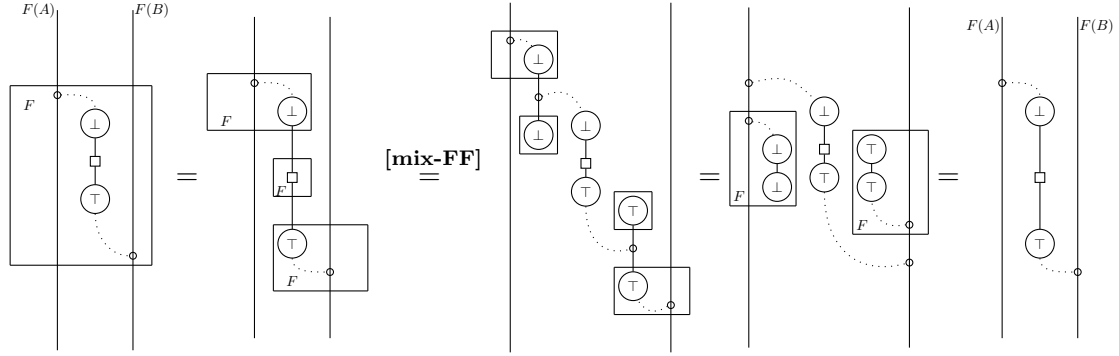 F(A) F(B)
F
⊥
⊤
=
F
⊥
F
⊤
F
[mix-FF]
=
⊥
⊥
⊥
⊤
⊤
⊤
=
⊥
⊥
F
⊥
⊤
⊤
⊤
F
=
F(A) F(B)
⊥
⊤